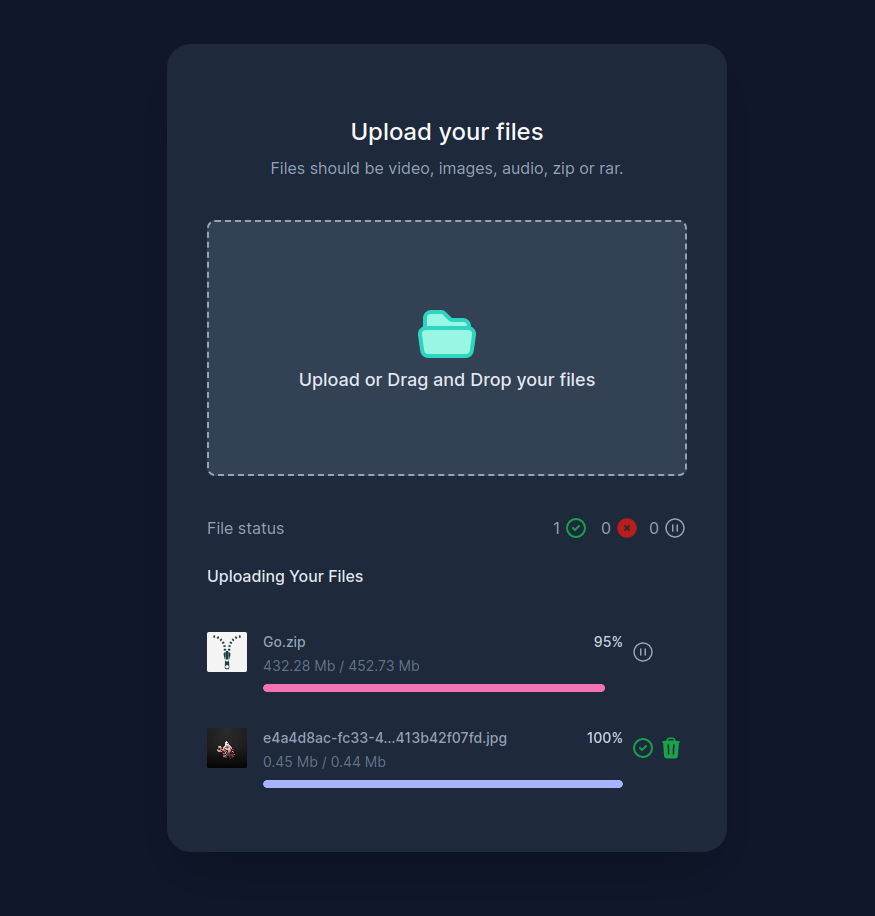 Upload your files
Files should be video, images, audio, zip or rar.
Upload or Drag and Drop your files
File status 1 0 0
Uploading Your Files
Go.zip 95%
432.28 Mb / 452.73 Mb
e4a4d8ac-fc33-4...413b42f07fd.jpg 100%
0.45 Mb / 0.44 Mb